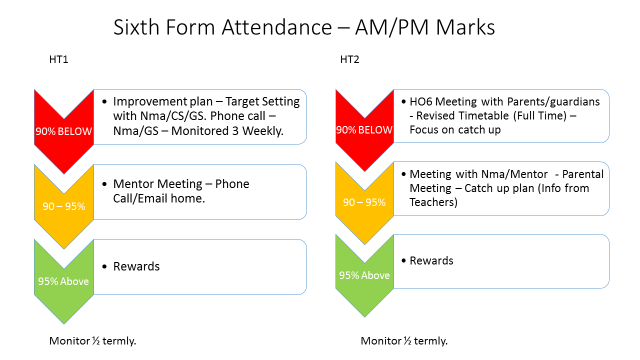 Sixth Form Attendance – AM/PM Marks
HT1
90% BELOW
• Improvement plan – Target Setting
with Nma/CS/GS. Phone call –
Nma/GS – Monitored 3 Weekly.
90 – 95%
• Mentor Meeting – Phone
Call/Email home.
95% Above
• Rewards
Monitor ½ termly.
HT2
90% BELOW
• HO6 Meeting with Parents/guardians
- Revised Timetable (Full Time) –
Focus on catch up
90 – 95%
• Meeting with Nma/Mentor - Parental
Meeting – Catch up plan (Info from
Teachers)
95% Above
• Rewards
Monitor ½ termly.